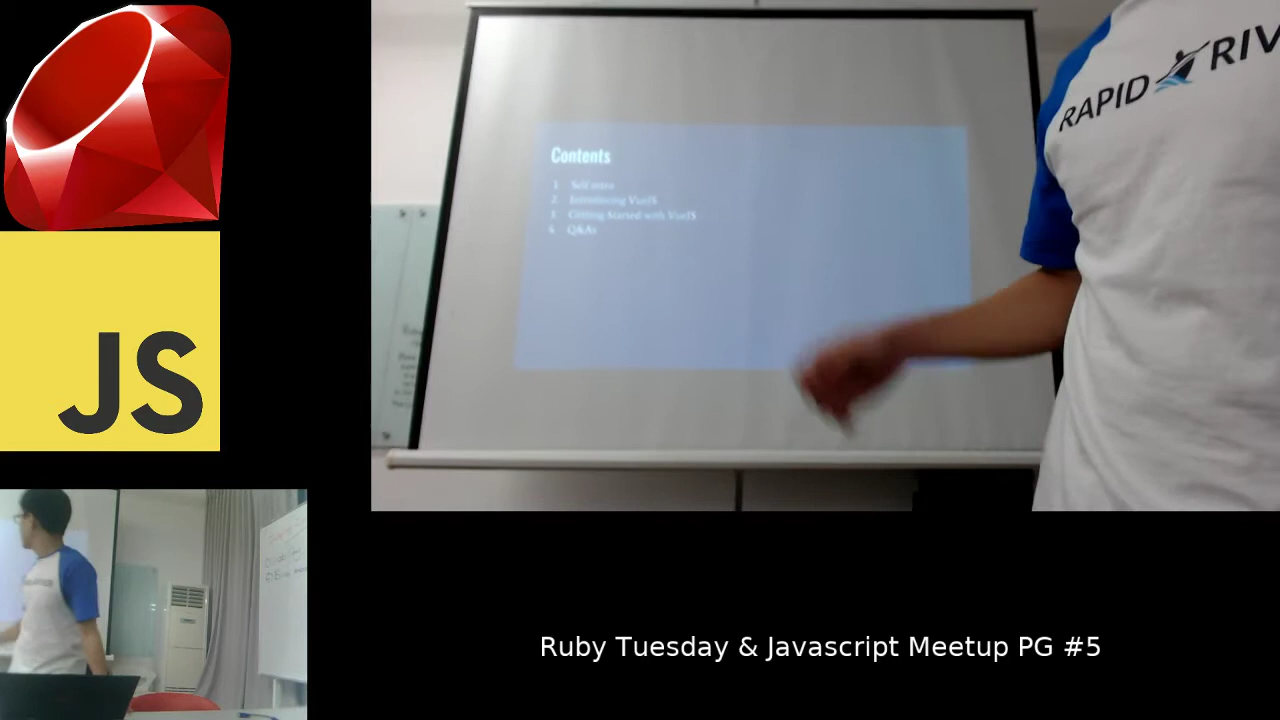 JS
RAPID RIV
Contents
1. Self intro
2. Introducing VueJS
3. Getting Started with VueJS
4. Q&As
Ruby Tuesday & Javascript Meetup PG #5